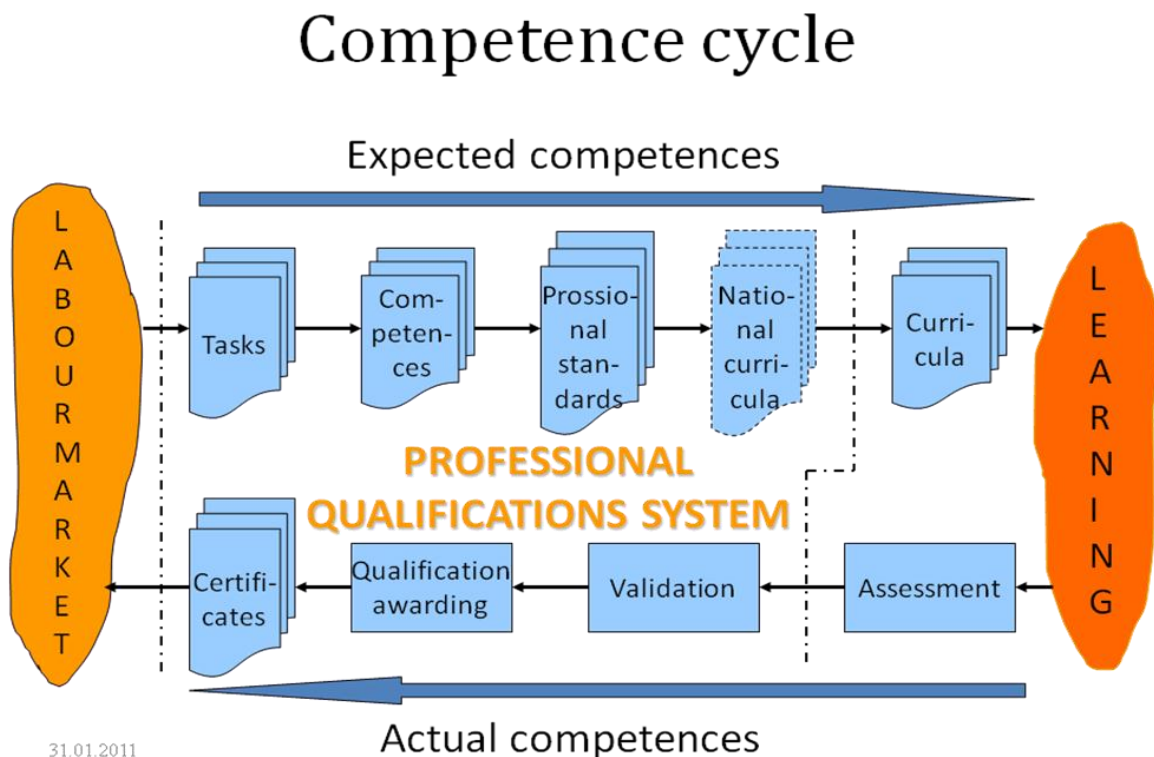 Competence cycle
Expected competences
L
A
B
O
U
R
M
A
R
K
E
T
Tasks
Com-
peten-
ces
Prossio-
nal
stan-
dards
Natio-
nal
curri-
cula
Curri-
cula
L
E
A
R
N
I
N
G
PROFESSIONAL
QUALIFICATIONS SYSTEM
Certifi-
cates
Qualification
awarding
Validation
Assessment
Actual competences
31.01.2011